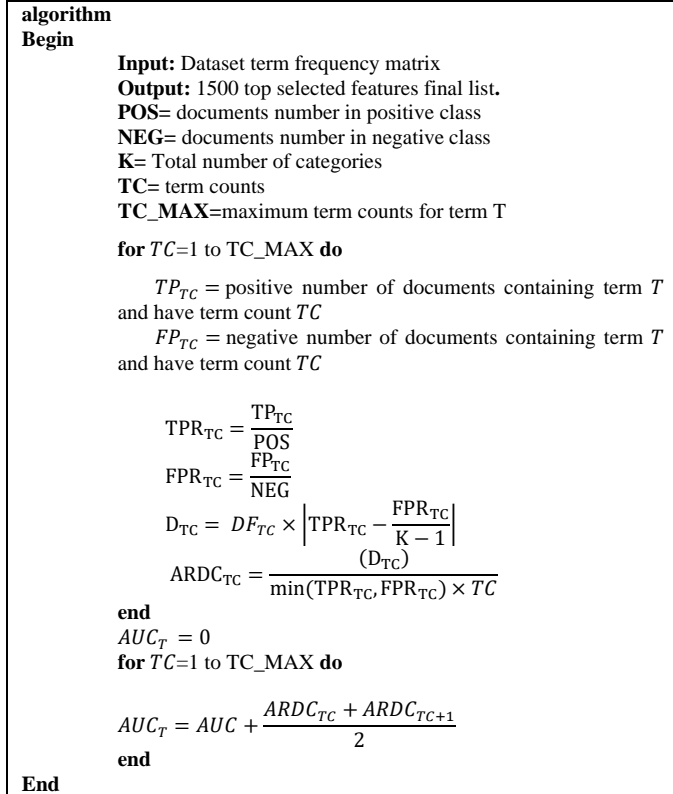 algorithm
Begin
Input: Dataset term frequency matrix
Output: 1500 top selected features final list.
POS= documents number in positive class
NEG= documents number in negative class
K= Total number of categories
TC= term counts
TC_MAX=maximum term counts for term T
for TC=1 to TC_MAX do
TP_TC = positive number of documents containing term T
and have term count TC
FP_TC = negative number of documents containing term T
and have term count TC
TPR_TC = TP_TC / POS
FPR_TC = FP_TC / NEG
D_TC = DF_TC × |TPR_TC − FPR_TC / (K − 1)|
ARDC_TC = (D_TC) / (min(TPR_TC, FPR_TC) × TC)
end
AUC_T = 0
for TC=1 to TC_MAX do
AUC_T = AUC + (ARDC_TC + ARDC_TC+1) / 2
end
End